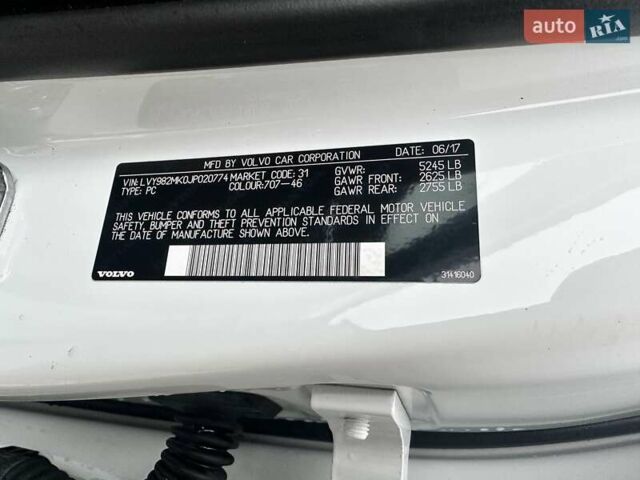 auto RIA.com
MFD BY VOLVO CAR CORPORATION DATE: 06/17
VIN: LVY982MK0JP020774 MARKET CODE: 31 GVWR: 5245 LB
TYPE: PC COLOUR:707-46 GAWR FRONT: 2625 LB
GAWR REAR: 2755 LB
THIS VEHICLE CONFORMS TO ALL APPLICABLE FEDERAL MOTOR VEHICLE
SAFETY, BUMPER AND THEFT PREVENTION STANDARDS IN EFFECT ON
THE DATE OF MANUFACTURE SHOWN ABOVE.
VOLVO 31416040